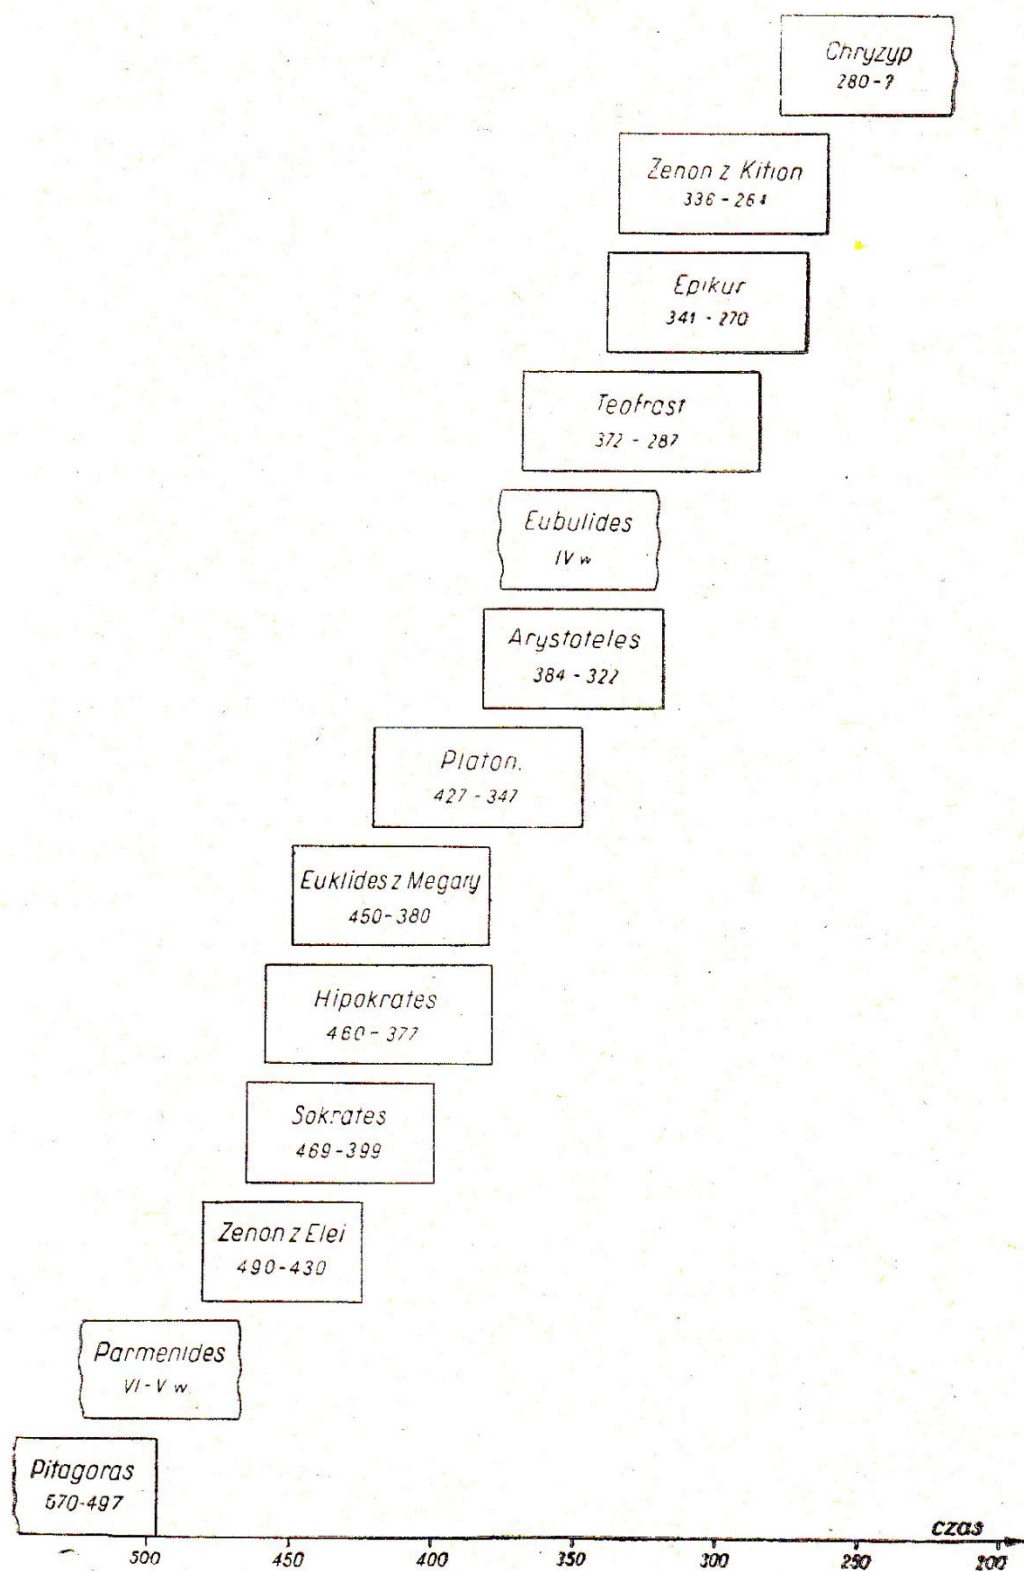 Chryzyp
280-?
Zenon z Kition
336 - 264
Epikur
341 - 270
Teofrast
372 - 287
Eubulides
IV w
Arystoteles
384 - 322
Platon.
427 - 347
Euklides z Megary
450-380
Hipokrates
460 - 377
Sokrates
469-399
Zenon z Elei
490-430
Parmenides
VI-V w.
Pitagoras
570-497
czas
500 450 400 350 300 250 200